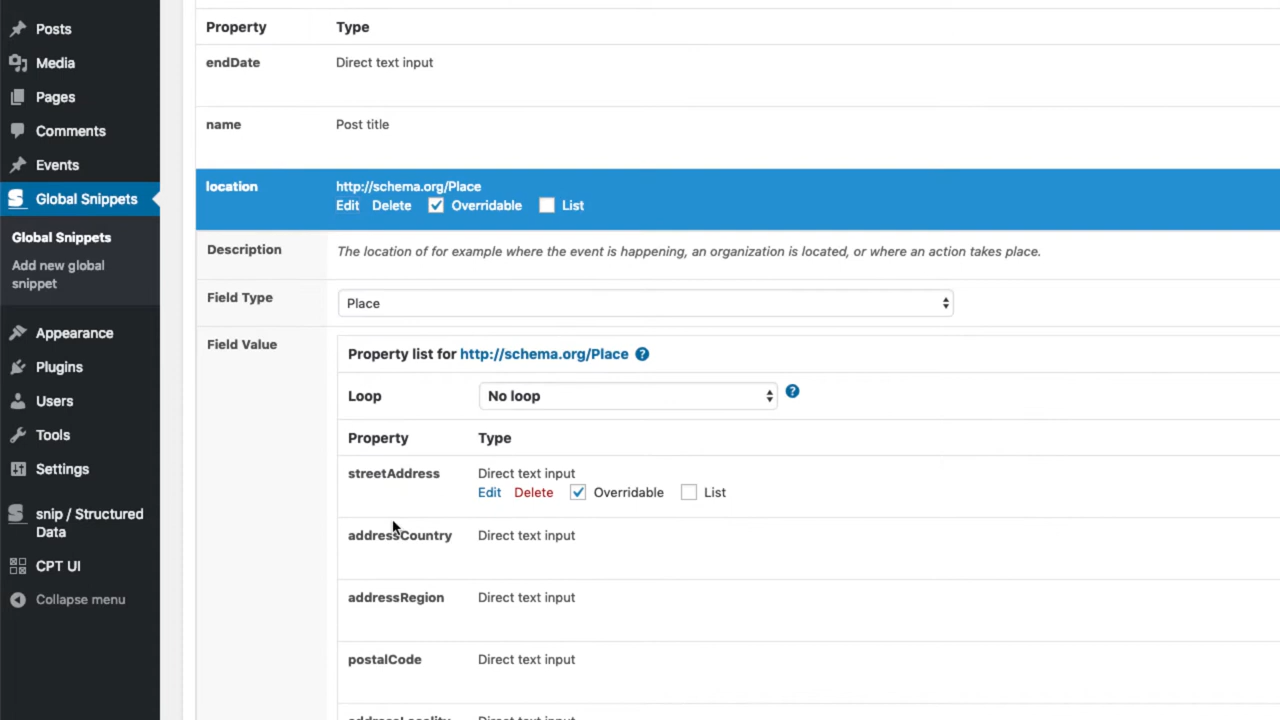 Posts
Media
Pages
Comments
Events
Global Snippets
Global Snippets
Add new global
snippet
Appearance
Plugins
Users
Tools
Settings
snip / Structured
Data
CPT UI
Collapse menu
Property Type
endDate Direct text input
name Post title
location http://schema.org/Place
Edit Delete Overridable List
Description The location of for example where the event is happening, an organization is located, or where an action takes place.
Field Type Place
Field Value Property list for http://schema.org/Place ?
Loop No loop ?
Property Type
streetAddress Direct text input
Edit Delete Overridable List
addressCountry Direct text input
addressRegion Direct text input
postalCode Direct text input
addressLocality Direct text input